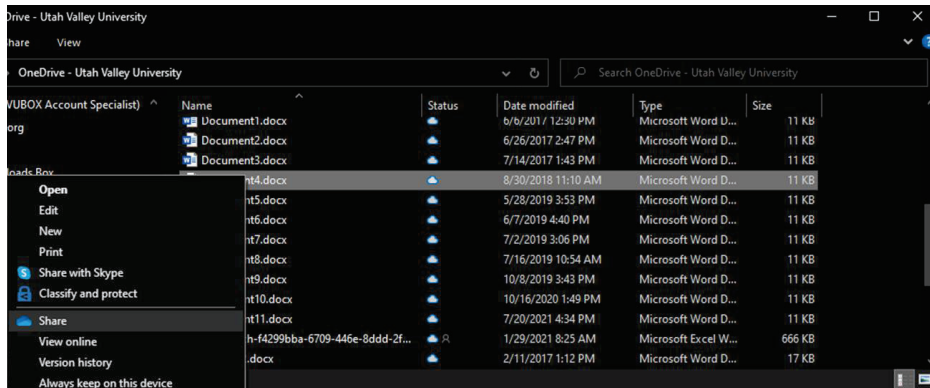 Drive - Utah Valley University
hare View
OneDrive - Utah Valley University Search OneDrive - Utah Valley University
VUBOX Account Specialist) Name Status Date modified Type Size
org Document1.docx 6/6/2017 12:30 PM Microsoft Word D... 11 KB
Document2.docx 6/26/2017 2:47 PM Microsoft Word D... 11 KB
Document3.docx 7/14/2017 1:43 PM Microsoft Word D... 11 KB
loads Box
nt4.docx 8/30/2018 11:10 AM Microsoft Word D... 11 KB
Open
nt5.docx 5/28/2019 3:53 PM Microsoft Word D... 11 KB
Edit
nt6.docx 6/7/2019 4:40 PM Microsoft Word D... 11 KB
New
nt7.docx 7/2/2019 3:06 PM Microsoft Word D... 11 KB
Print
nt8.docx 7/16/2019 10:54 AM Microsoft Word D... 11 KB
Share with Skype
nt9.docx 10/8/2019 3:43 PM Microsoft Word D... 11 KB
Classify and protect
nt10.docx 10/16/2020 1:49 PM Microsoft Word D... 11 KB
Share
nt11.docx 7/20/2021 4:34 PM Microsoft Word D... 11 KB
View online
h-f4299bba-6709-446e-8ddd-2f... 1/29/2021 8:25 AM Microsoft Excel W... 666 KB
Version history
.docx 2/11/2017 1:12 PM Microsoft Word D... 17 KB
Always keep on this device